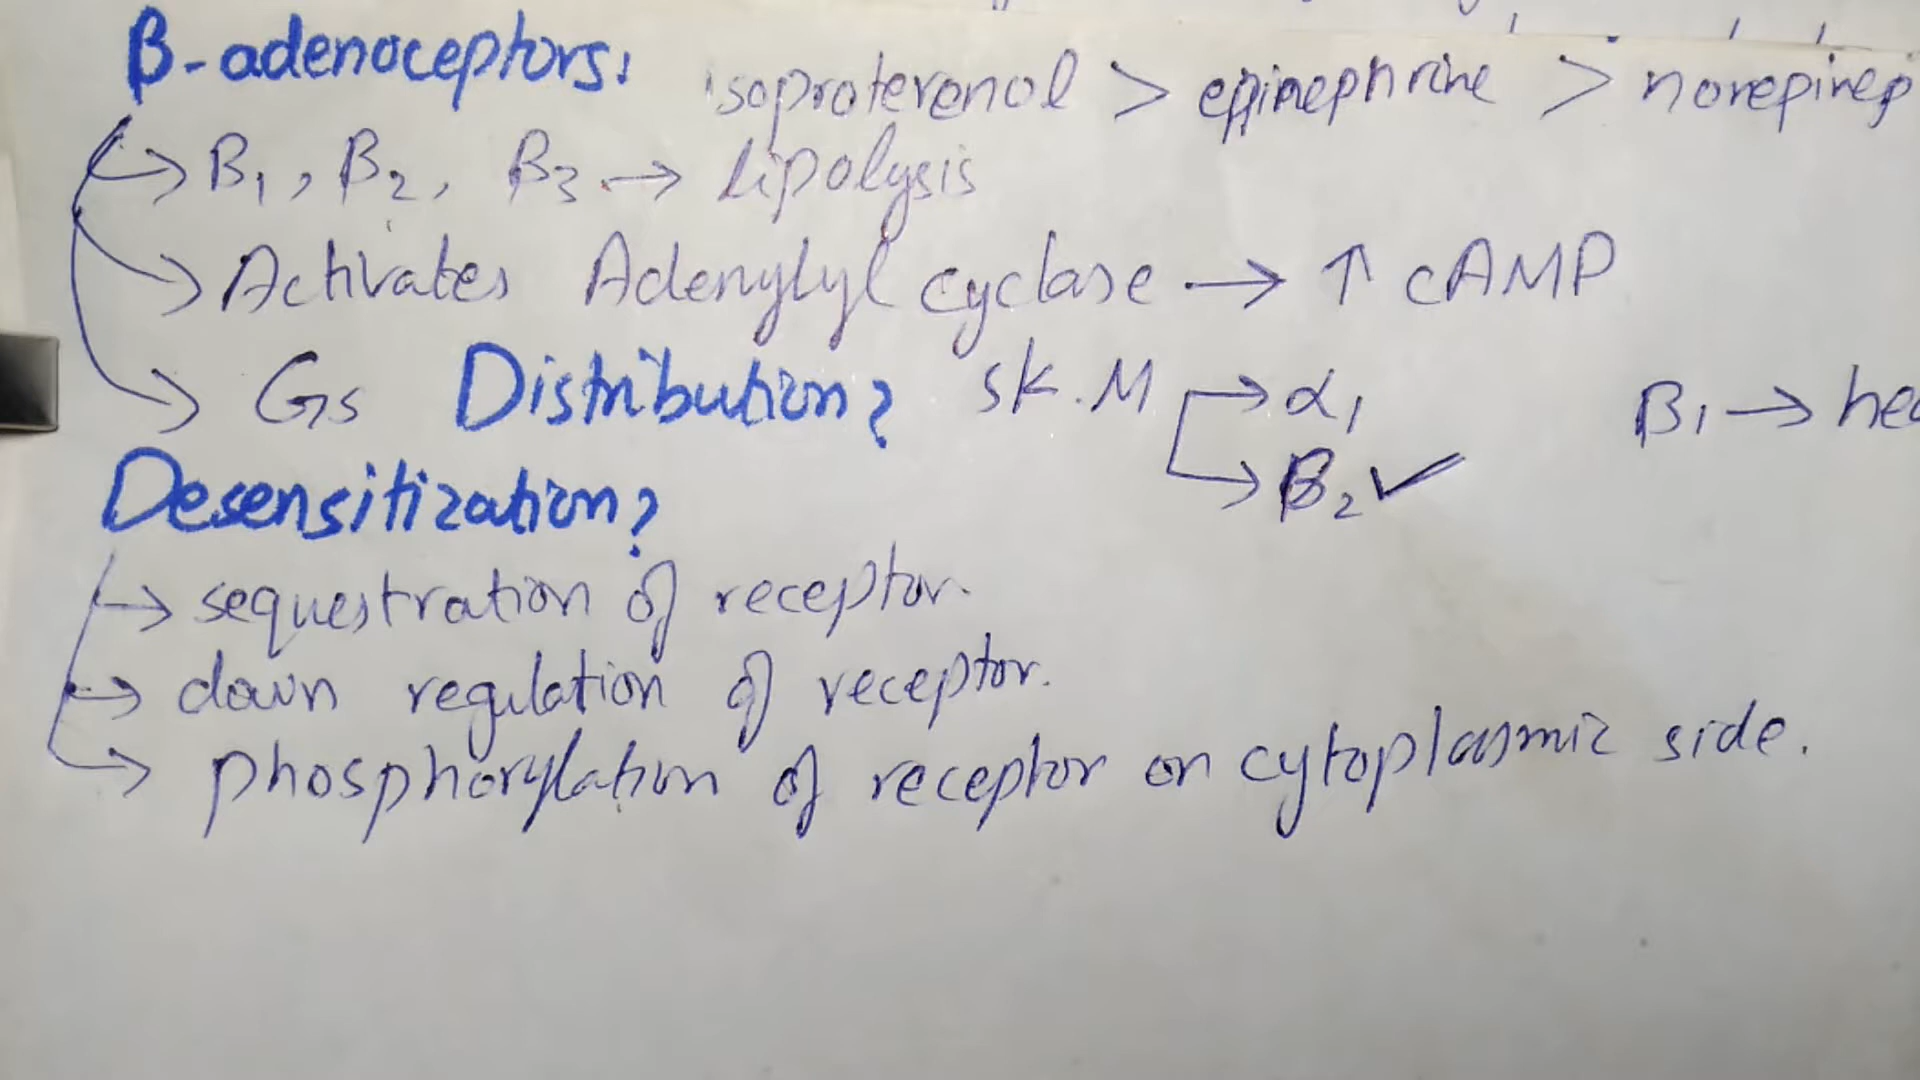 β-adenoceptors: isoproterenol > epinephrine > norepinep
→ β1, β2, β3 → Lipolysis
→ Activates Adenylyl cyclase → ↑ cAMP
→ Gs Distribution? sk.M → α1 β1 → hea
→ β2 ✓
Desensitization?
→ sequestration of receptor.
→ down regulation of receptor.
→ phosphorylation of receptor on cytoplasmic side.